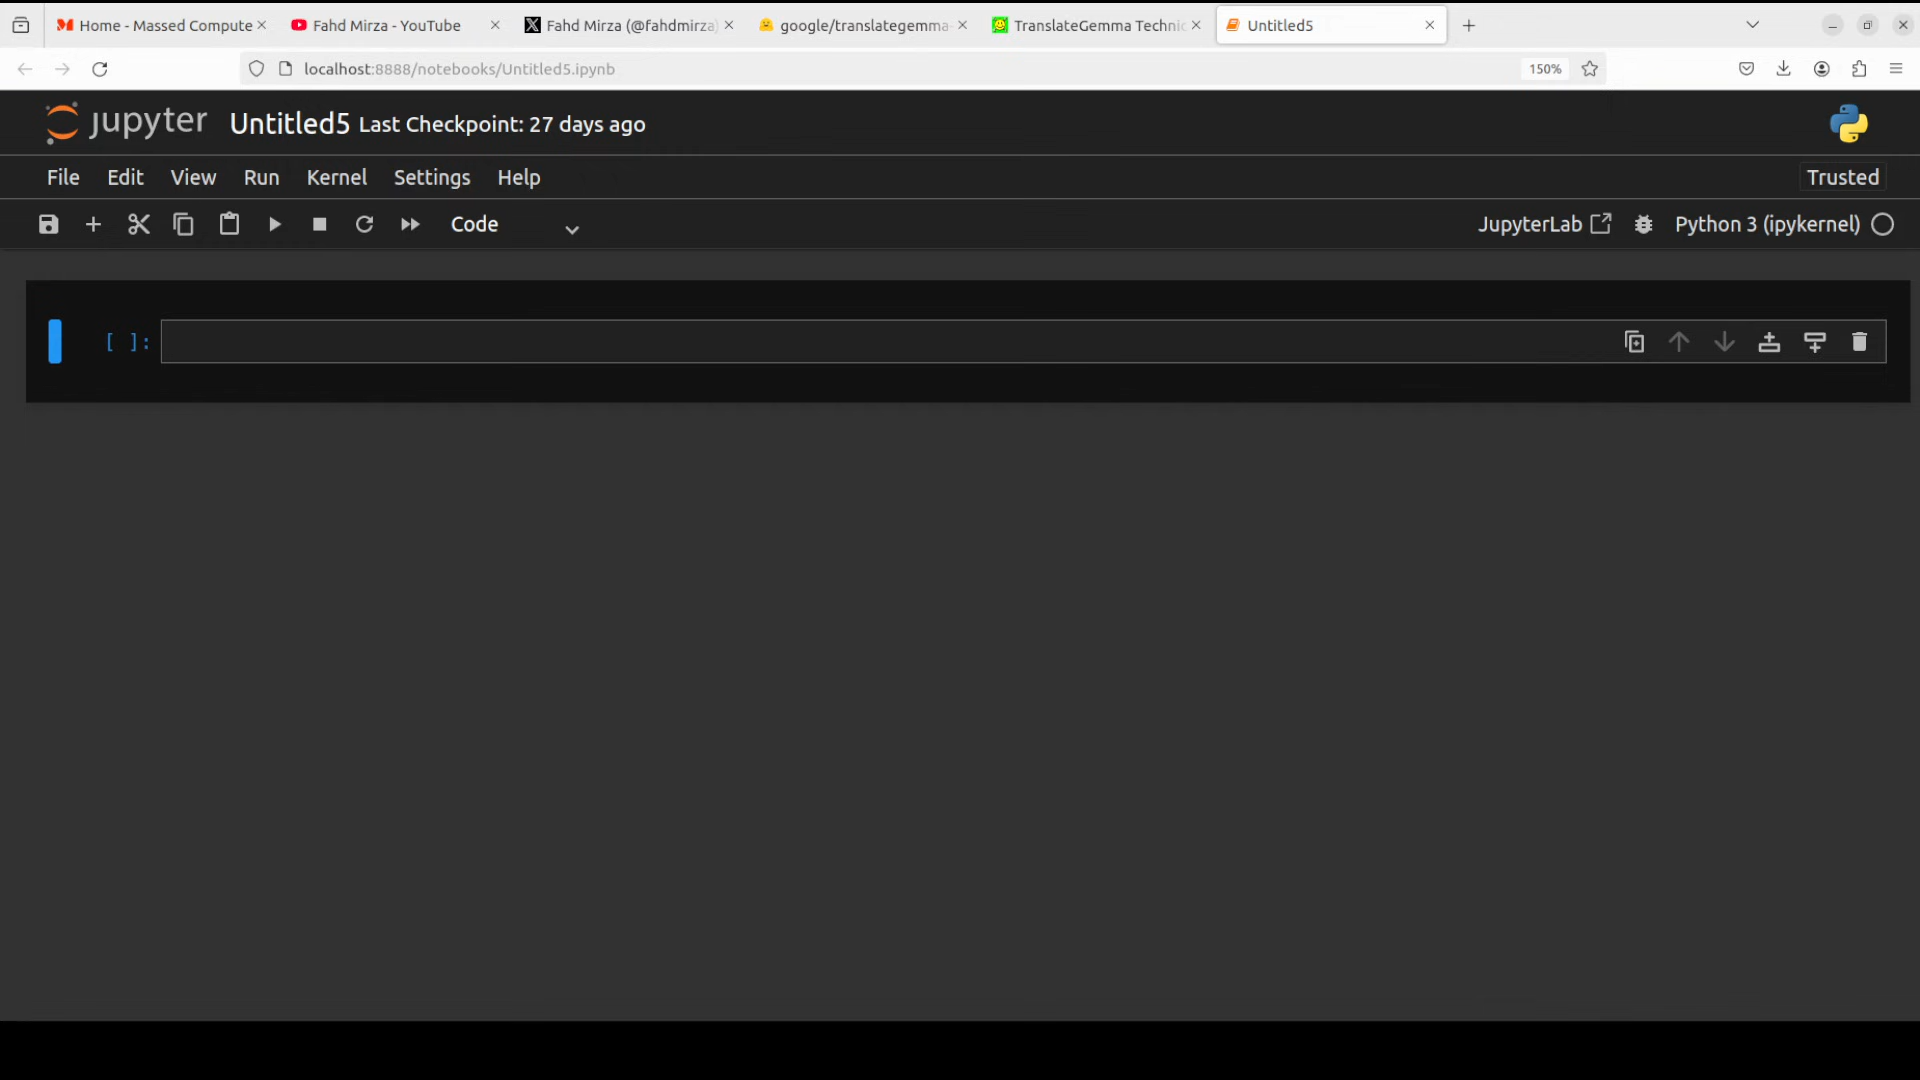 Home - Massed Compute
Fahd Mirza - YouTube
Fahd Mirza (@fahdmirza)
google/translategemma-
TranslateGemma Technic
Untitled5
localhost:8888/notebooks/Untitled5.ipynb
150%
jupyter
Untitled5 Last Checkpoint: 27 days ago
File Edit View Run Kernel Settings Help
Trusted
Code
JupyterLab
Python 3 (ipykernel)
[ ]: